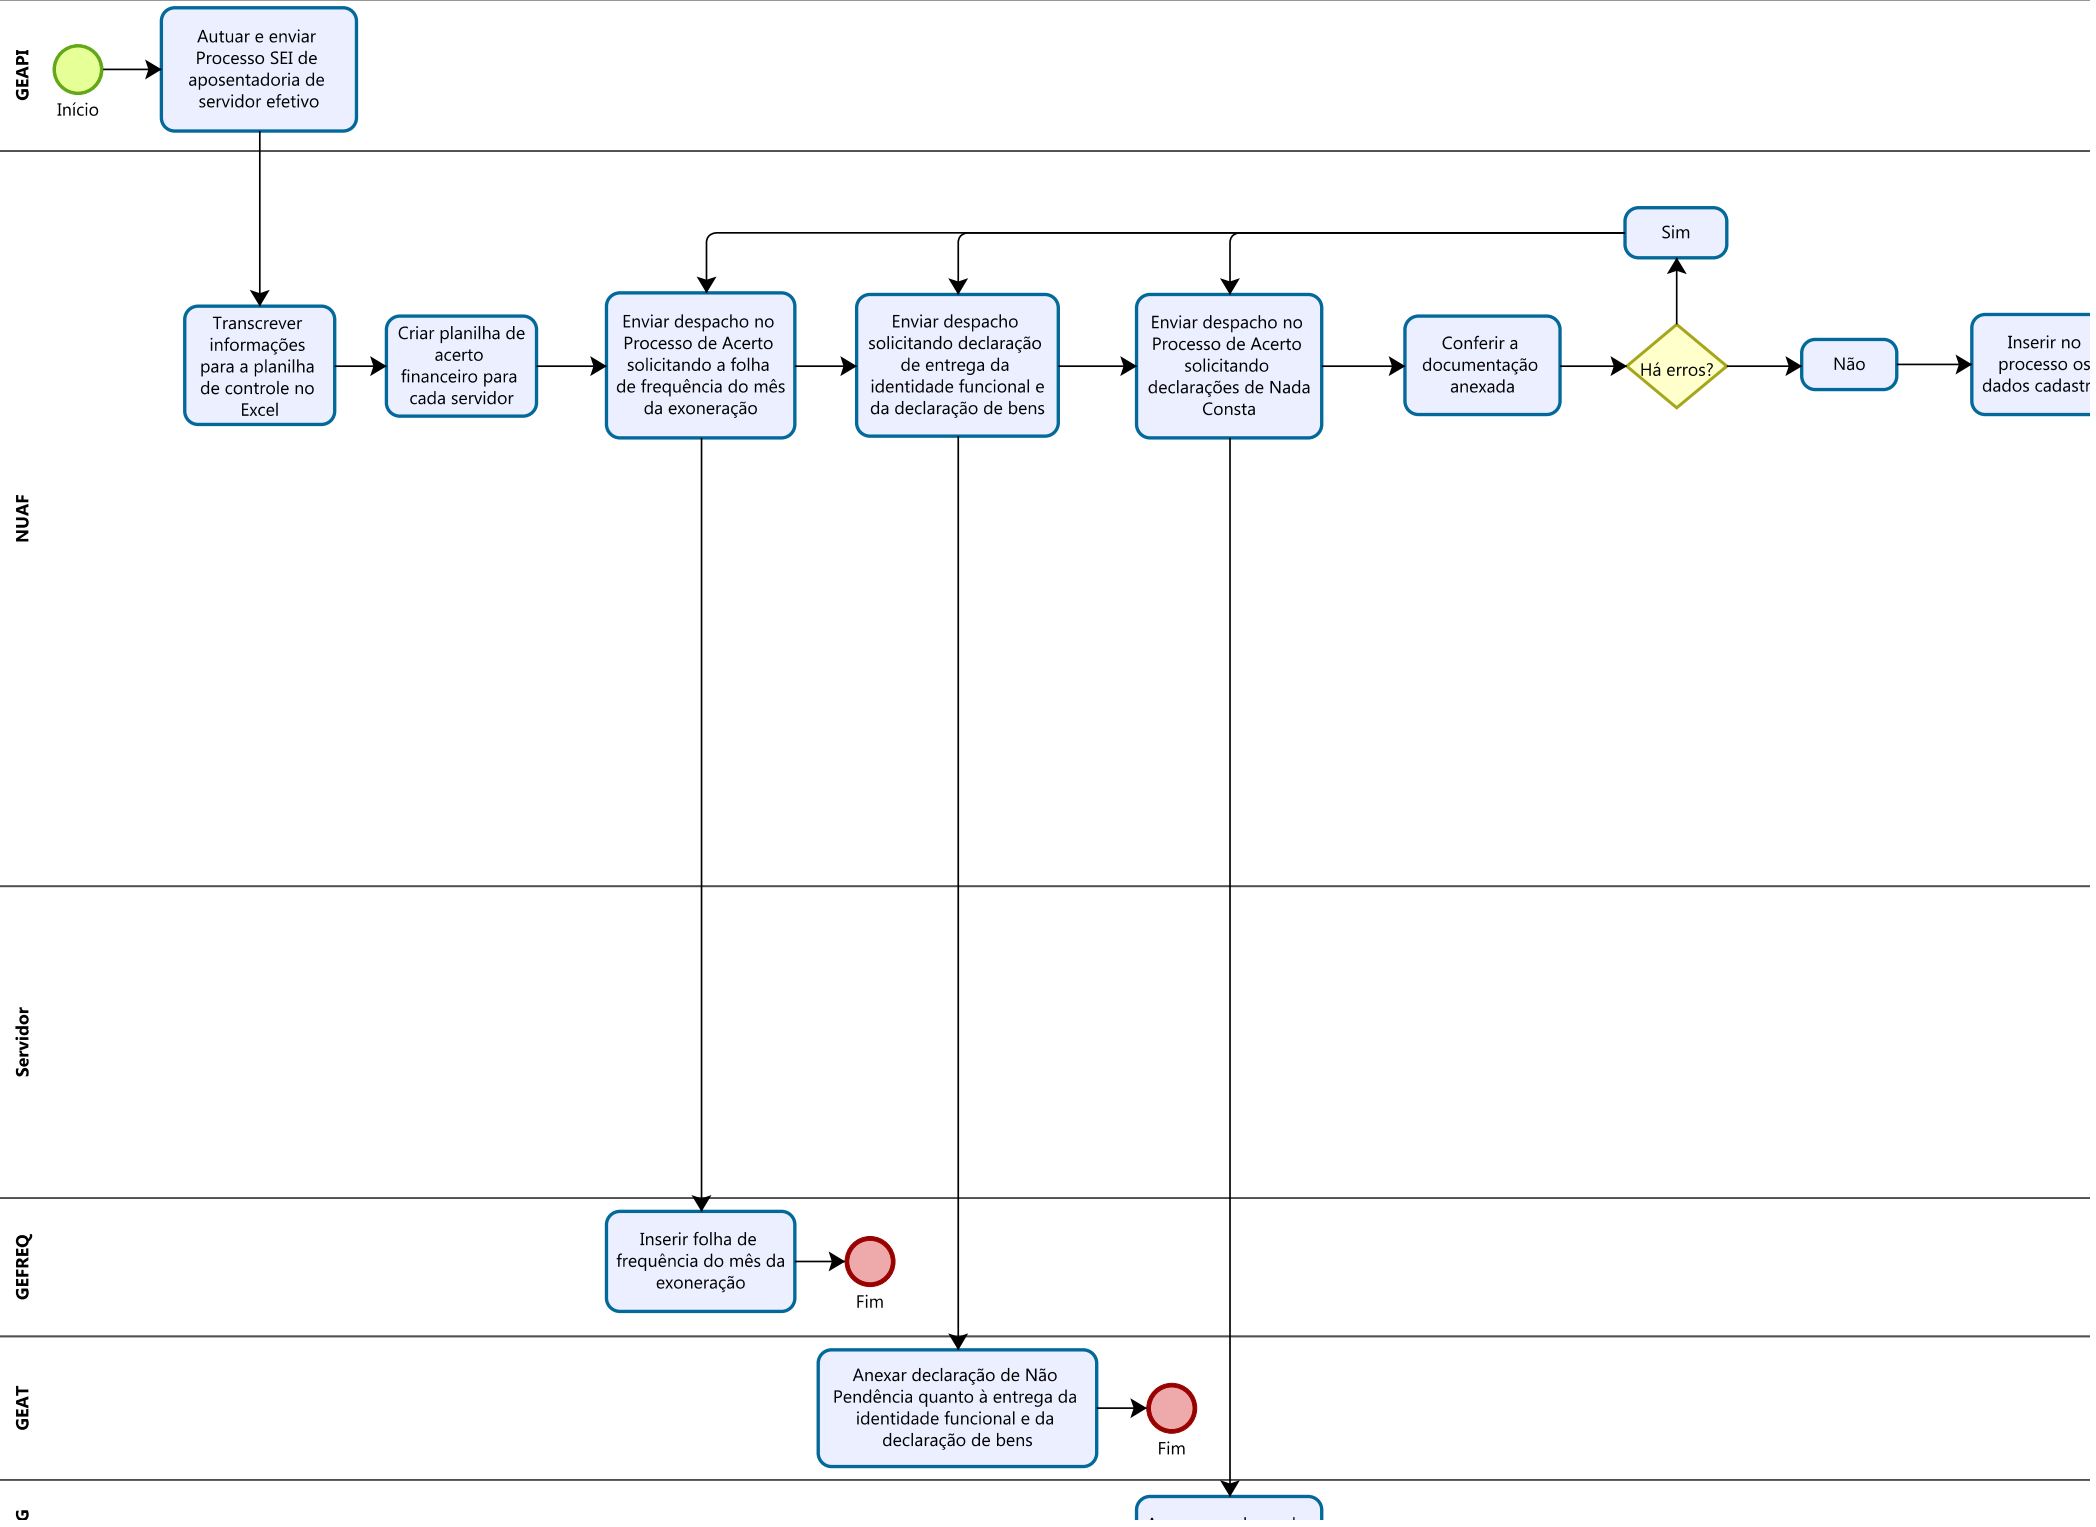 GEAPI
Início
Autuar e enviar
Processo SEI de
aposentadoria de
servidor efetivo
NUAF
Transcrever
informações
para a planilha
de controle no
Excel
Criar planilha de
acerto
financeiro para
cada servidor
Enviar despacho no
Processo de Acerto
solicitando a folha
de frequência do mês
da exoneração
Enviar despacho
solicitando declaração
de entrega da
identidade funcional e
da declaração de bens
Enviar despacho no
Processo de Acerto
solicitando
declarações de Nada
Consta
Conferir a
documentação
anexada
Há erros?
Sim
Não
Inserir no
processo os
dados
Servidor
GEFREQ
Inserir folha de
frequência do mês da
exoneração
Fim
GEAT
Anexar declaração de Não
Pendência quanto à entrega da
identidade funcional e da
declaração de bens
Fim